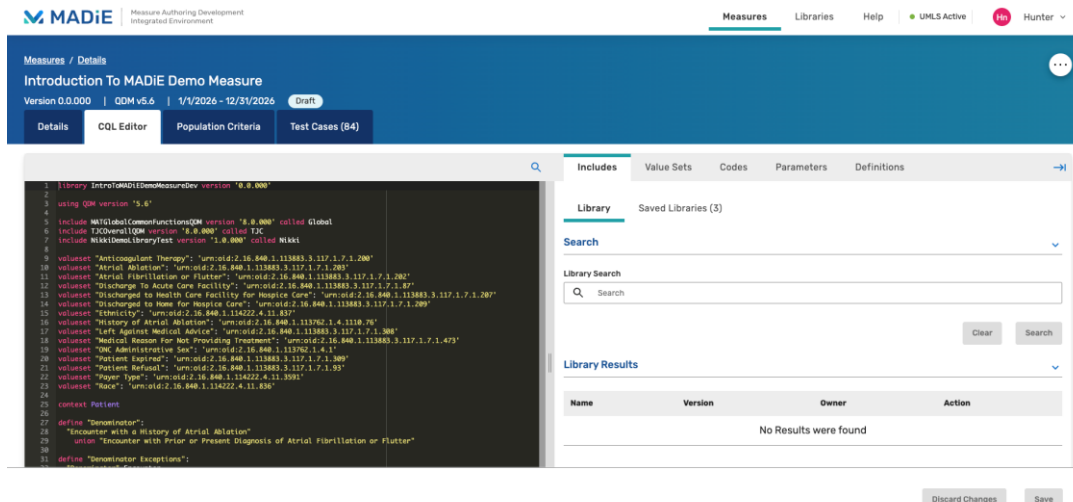 MADiE Measure Authoring Development
Integrated Environment
Measures Libraries Help UMLS Active Hn Hunter
Measures / Details
Introduction To MADiE Demo Measure
Version 0.0.000 | QDM v5.6 | 1/1/2026 - 12/31/2026 Draft
Details CQL Editor Population Criteria Test Cases (84)
Includes Value Sets Codes Parameters Definitions
Library Saved Libraries (3)
Search
Library Search
Search
Clear Search
Library Results
Name Version Owner Action
No Results were found
1 library IntroToMADiEDemoMeasureDev version '0.0.000'
2
3 using QDM version '5.6'
4
5 include MATGlobalCommonFunctionsQDM version '8.0.000' called Global
6 include TJCOverallQDM version '8.0.000' called TJC
7 include NikkiDemoLibraryTest version '1.0.000' called Nikki
8
9 valueset "Anticoagulant Therapy": 'urn:oid:2.16.840.1.113883.3.117.1.7.1.200'
10 valueset "Atrial Ablation": 'urn:oid:2.16.840.1.113883.3.117.1.7.1.203'
11 valueset "Atrial Fibrillation or Flutter": 'urn:oid:2.16.840.1.113883.3.117.1.7.1.202'
12 valueset "Discharge To Acute Care Facility": 'urn:oid:2.16.840.1.113883.3.117.1.7.1.87'
13 valueset "Discharged to Health Care Facility for Hospice Care": 'urn:oid:2.16.840.1.113883.3.117.1.7.1.207'
14 valueset "Discharged to Home for Hospice Care": 'urn:oid:2.16.840.1.113883.3.117.1.7.1.209'
15 valueset "Ethnicity": 'urn:oid:2.16.840.1.114222.4.11.837'
16 valueset "History of Atrial Ablation": 'urn:oid:2.16.840.1.113762.1.4.1110.76'
17 valueset "Left Against Medical Advice": 'urn:oid:2.16.840.1.113883.3.117.1.7.1.308'
18 valueset "Medical Reason For Not Providing Treatment": 'urn:oid:2.16.840.1.113883.3.117.1.7.1.473'
19 valueset "ONC Administrative Sex": 'urn:oid:2.16.840.1.113762.1.4.1'
20 valueset "Patient Expired": 'urn:oid:2.16.840.1.113883.3.117.1.7.1.309'
21 valueset "Patient Refusal": 'urn:oid:2.16.840.1.113883.3.117.1.7.1.93'
22 valueset "Payer Type": 'urn:oid:2.16.840.1.114222.4.11.3591'
23 valueset "Race": 'urn:oid:2.16.840.1.114222.4.11.836'
24
25 context Patient
26
27 define "Denominator":
28 "Encounter with a History of Atrial Ablation"
29 union "Encounter with Prior or Present Diagnosis of Atrial Fibrillation or Flutter"
30
31 define "Denominator Exceptions":
Discard Changes Save